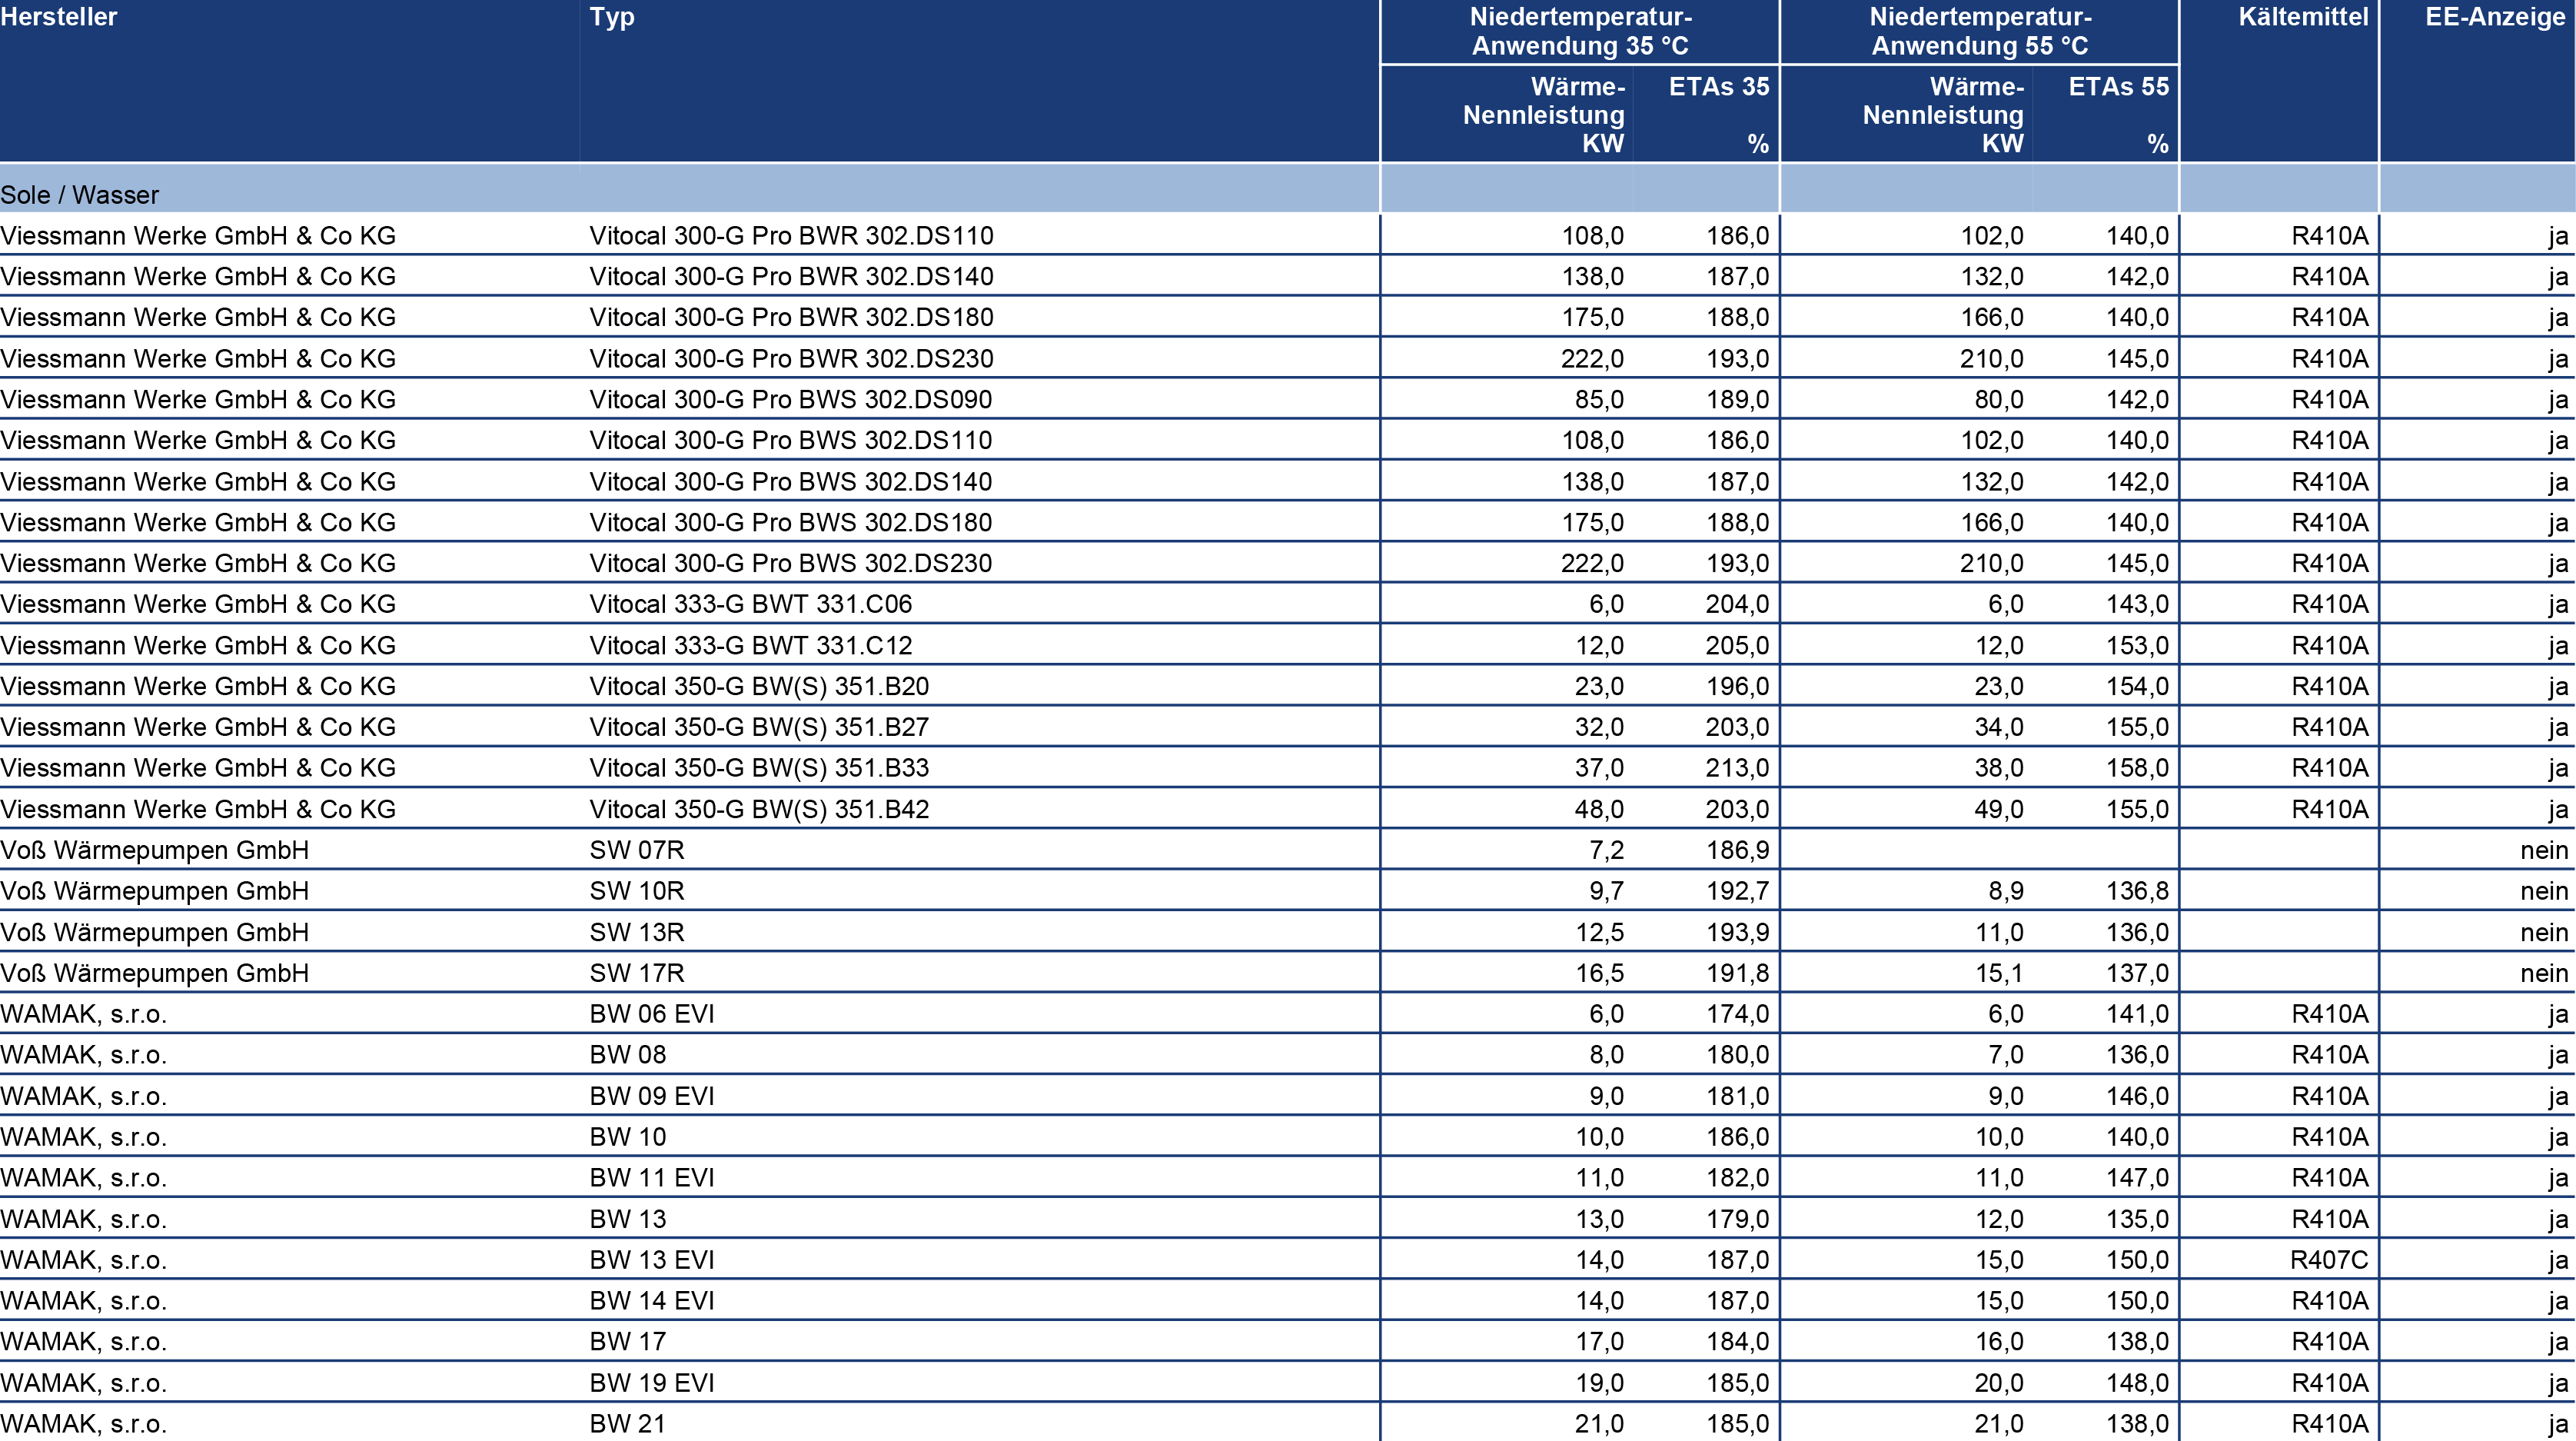 Hersteller Typ Niedertemperatur- Niedertemperatur- Kältemittel EE-Anzeige
Anwendung 35 °C Anwendung 55 °C
Wärme- ETAs 35 Wärme- ETAs 55
Nennleistung Nennleistung
KW % KW %
Sole / Wasser
Viessmann Werke GmbH & Co KG Vitocal 300-G Pro BWR 302.DS110 108,0 186,0 102,0 140,0 R410A ja
Viessmann Werke GmbH & Co KG Vitocal 300-G Pro BWR 302.DS140 138,0 187,0 132,0 142,0 R410A ja
Viessmann Werke GmbH & Co KG Vitocal 300-G Pro BWR 302.DS180 175,0 188,0 166,0 140,0 R410A ja
Viessmann Werke GmbH & Co KG Vitocal 300-G Pro BWR 302.DS230 222,0 193,0 210,0 145,0 R410A ja
Viessmann Werke GmbH & Co KG Vitocal 300-G Pro BWS 302.DS090 85,0 189,0 80,0 142,0 R410A ja
Viessmann Werke GmbH & Co KG Vitocal 300-G Pro BWS 302.DS110 108,0 186,0 102,0 140,0 R410A ja
Viessmann Werke GmbH & Co KG Vitocal 300-G Pro BWS 302.DS140 138,0 187,0 132,0 142,0 R410A ja
Viessmann Werke GmbH & Co KG Vitocal 300-G Pro BWS 302.DS180 175,0 188,0 166,0 140,0 R410A ja
Viessmann Werke GmbH & Co KG Vitocal 300-G Pro BWS 302.DS230 222,0 193,0 210,0 145,0 R410A ja
Viessmann Werke GmbH & Co KG Vitocal 333-G BWT 331.C06 6,0 204,0 6,0 143,0 R410A ja
Viessmann Werke GmbH & Co KG Vitocal 333-G BWT 331.C12 12,0 205,0 12,0 153,0 R410A ja
Viessmann Werke GmbH & Co KG Vitocal 350-G BW(S) 351.B20 23,0 196,0 23,0 154,0 R410A ja
Viessmann Werke GmbH & Co KG Vitocal 350-G BW(S) 351.B27 32,0 203,0 34,0 155,0 R410A ja
Viessmann Werke GmbH & Co KG Vitocal 350-G BW(S) 351.B33 37,0 213,0 38,0 158,0 R410A ja
Viessmann Werke GmbH & Co KG Vitocal 350-G BW(S) 351.B42 48,0 203,0 49,0 155,0 R410A ja
Voß Wärmepumpen GmbH SW 07R 7,2 186,9 nein
Voß Wärmepumpen GmbH SW 10R 9,7 192,7 8,9 136,8 nein
Voß Wärmepumpen GmbH SW 13R 12,5 193,9 11,0 136,0 nein
Voß Wärmepumpen GmbH SW 17R 16,5 191,8 15,1 137,0 nein
WAMAK, s.r.o. BW 06 EVI 6,0 174,0 6,0 141,0 R410A ja
WAMAK, s.r.o. BW 08 8,0 180,0 7,0 136,0 R410A ja
WAMAK, s.r.o. BW 09 EVI 9,0 181,0 9,0 146,0 R410A ja
WAMAK, s.r.o. BW 10 10,0 186,0 10,0 140,0 R410A ja
WAMAK, s.r.o. BW 11 EVI 11,0 182,0 11,0 147,0 R410A ja
WAMAK, s.r.o. BW 13 13,0 179,0 12,0 135,0 R410A ja
WAMAK, s.r.o. BW 13 EVI 14,0 187,0 15,0 150,0 R407C ja
WAMAK, s.r.o. BW 14 EVI 14,0 187,0 15,0 150,0 R410A ja
WAMAK, s.r.o. BW 17 17,0 184,0 16,0 138,0 R410A ja
WAMAK, s.r.o. BW 19 EVI 19,0 185,0 20,0 148,0 R410A ja
WAMAK, s.r.o. BW 21 21,0 185,0 21,0 138,0 R410A ja